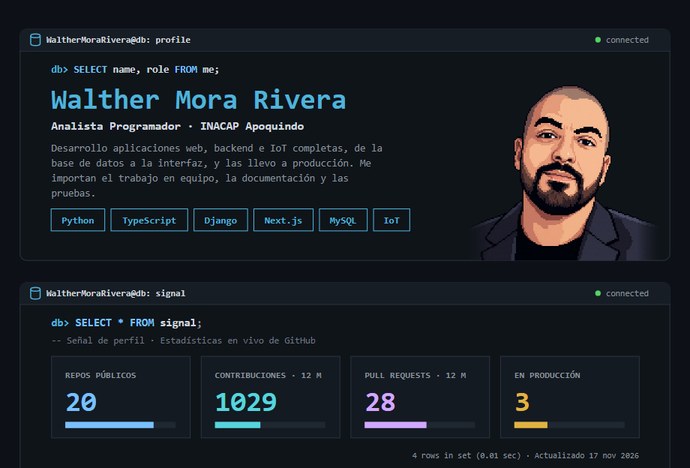 WaltherMoraRivera@db: profile
connected
db> SELECT name, role FROM me;
Walther Mora Rivera
Analista Programador · INACAP Apoquindo
Desarrollo aplicaciones web, backend e IoT completas, de la
base de datos a la interfaz, y las llevo a producción. Me
importan el trabajo en equipo, la documentación y las
pruebas.
Python
TypeScript
Django
Next.js
MySQL
IoT
WaltherMoraRivera@db: signal
connected
db> SELECT * FROM signal;
-- Señal de perfil · Estadísticas en vivo de GitHub
REPOS PÚBLICOS
20
CONTRIBUCIONES · 12 M
1029
PULL REQUESTS · 12 M
28
EN PRODUCCIÓN
3
4 rows in set (0.01 sec) · Actualizado 17 nov 2026